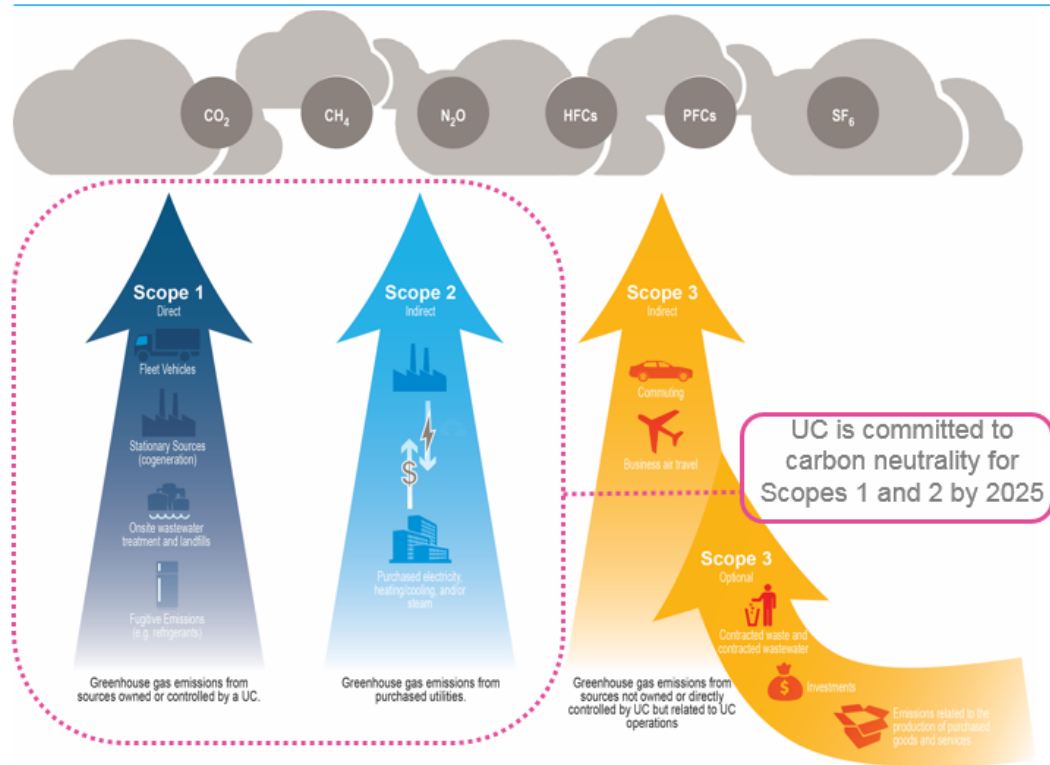 CO₂
CH₄
N₂O
HFCs
PFCs
SF₆
Scope 1
Direct
Fleet Vehicles
Stationary Sources
(cogeneration)
Onsite wastewater
treatment and landfills
Fugitive Emissions
(e.g. refrigerants)
Greenhouse gas emissions from
sources owned or controlled by a UC.
Scope 2
Indirect
$
Purchased electricity,
heating/cooling, and/or
steam
Greenhouse gas emissions from
purchased utilities.
Scope 3
Indirect
Commuting
Business air travel
Greenhouse gas emissions from
sources not owned or directly
controlled by UC but related to UC
operations
UC is committed to
carbon neutrality for
Scopes 1 and 2 by 2025
Scope 3
Optional
Contracted waste and
contracted wastewater
$
Investments
Emissions related to the
production of purchased
goods and services